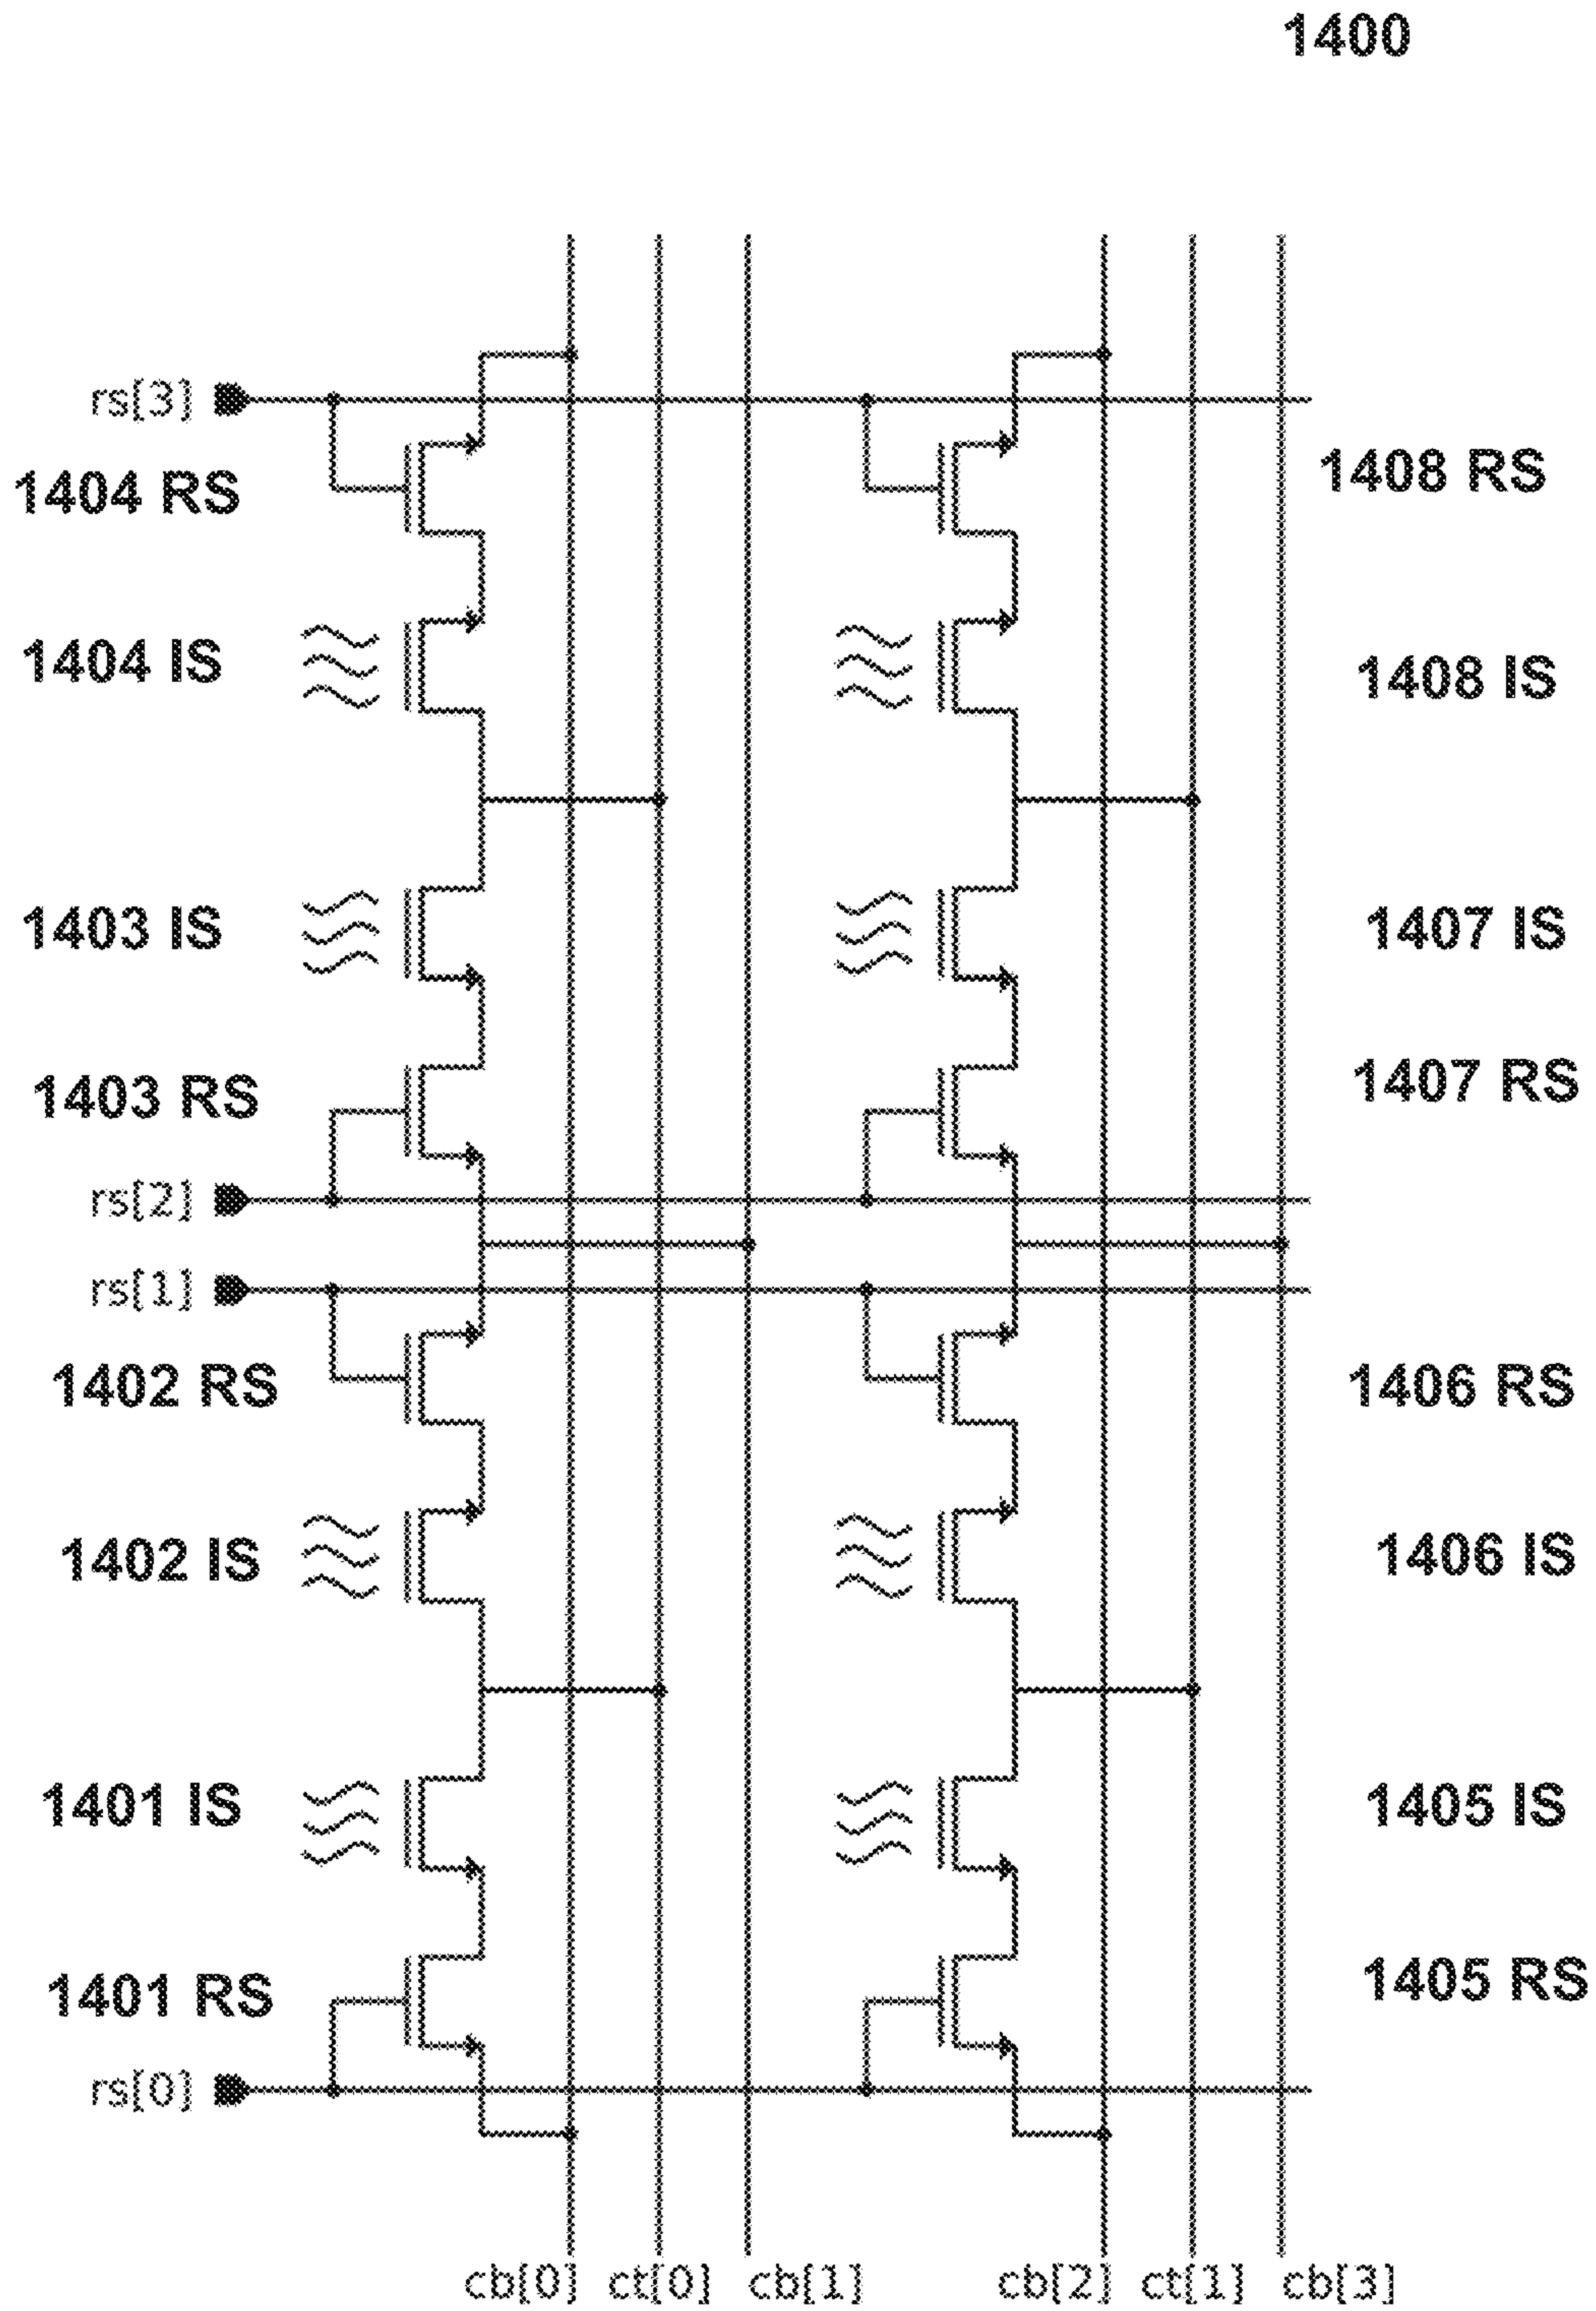 1400
rs[3]
1404 RS
1408 RS
1404 IS
1408 IS
1403 IS
1407 IS
1403 RS
1407 RS
rs[2]
rs[1]
1402 RS
1406 RS
1402 IS
1406 IS
1401 IS
1405 IS
1401 RS
1405 RS
rs[0]
cb[0] ct[0] cb[1] cb[2] ct[1] cb[3]